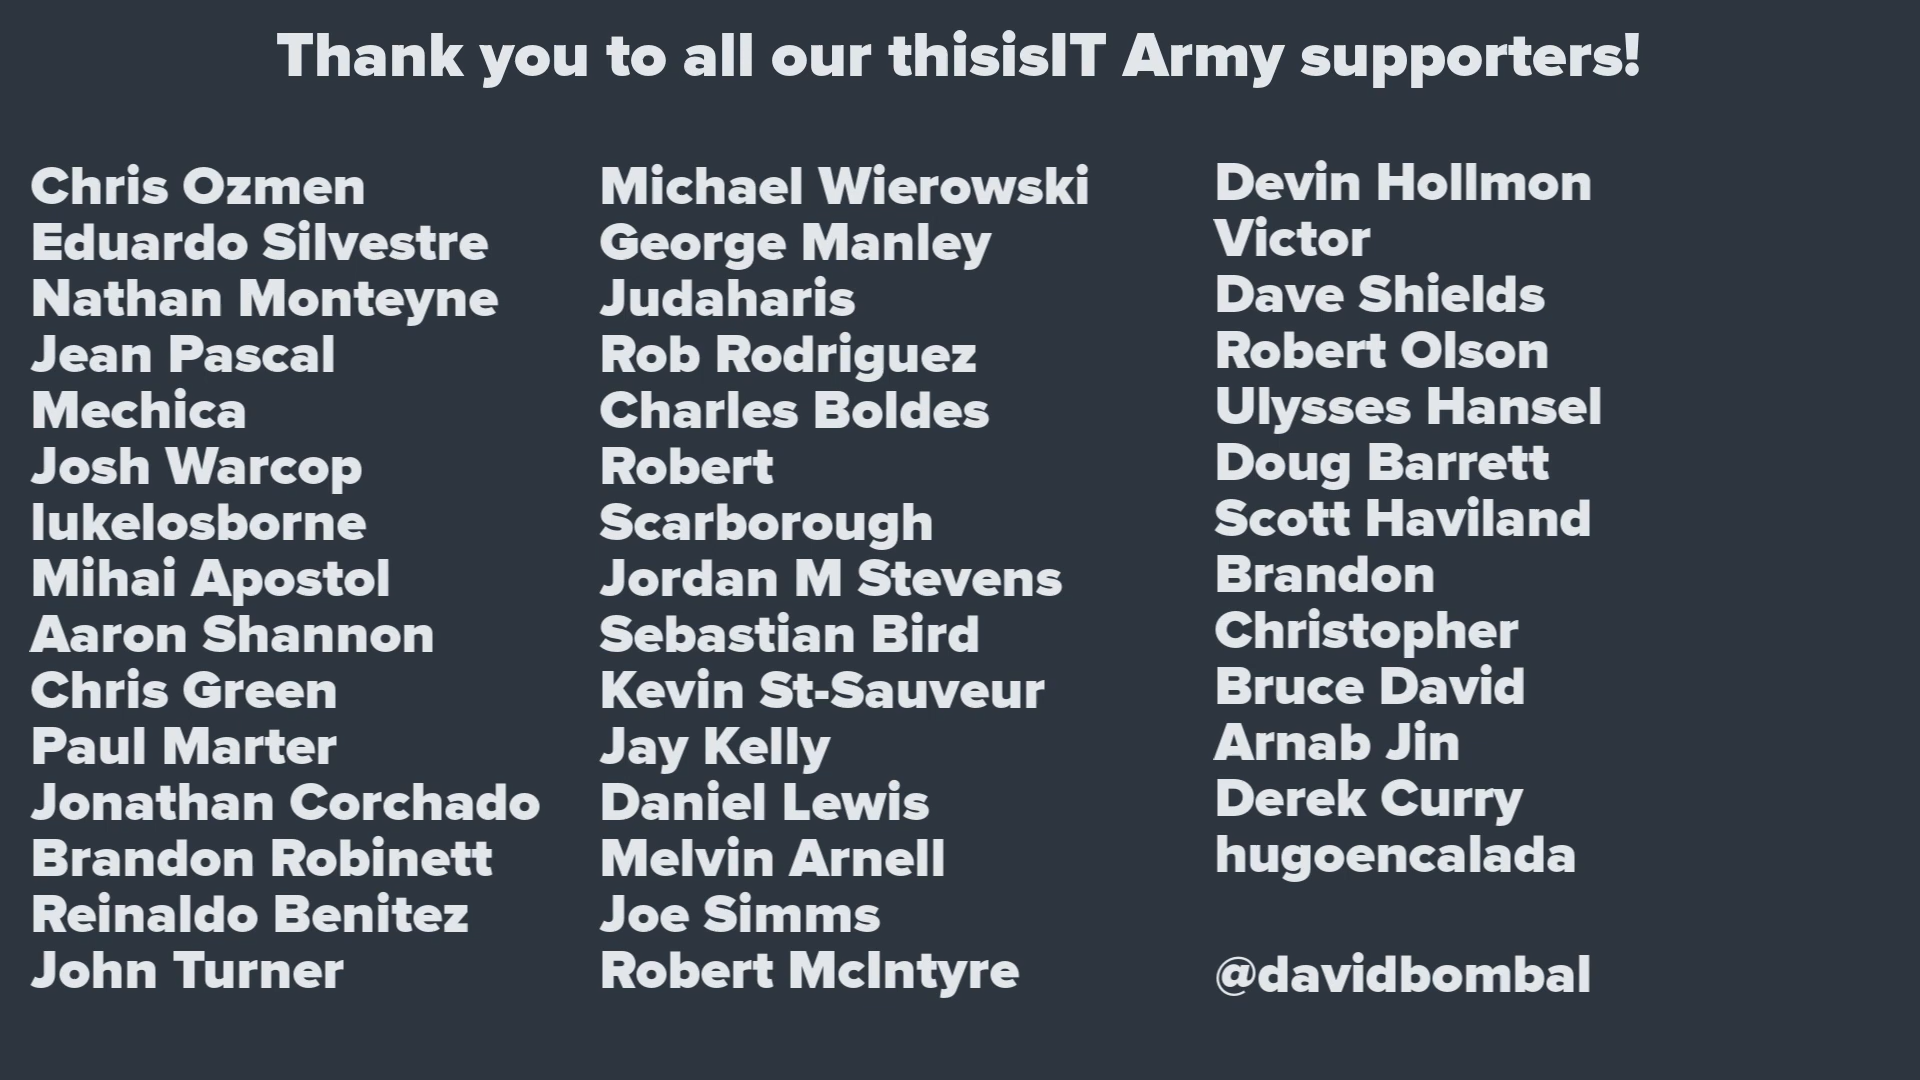 Thank you to all our thisisIT Army supporters!
Chris Ozmen
Eduardo Silvestre
Nathan Monteyne
Jean Pascal
Mechica
Josh Warcop
lukelosborne
Mihai Apostol
Aaron Shannon
Chris Green
Paul Marter
Jonathan Corchado
Brandon Robinett
Reinaldo Benitez
John Turner
Michael Wierowski
George Manley
Judaharis
Rob Rodriguez
Charles Boldes
Robert
Scarborough
Jordan M Stevens
Sebastian Bird
Kevin St-Sauveur
Jay Kelly
Daniel Lewis
Melvin Arnell
Joe Simms
Robert McIntyre
Devin Hollmon
Victor
Dave Shields
Robert Olson
Ulysses Hansel
Doug Barrett
Scott Haviland
Brandon
Christopher
Bruce David
Arnab Jin
Derek Curry
hugoencalada
@davidbombal